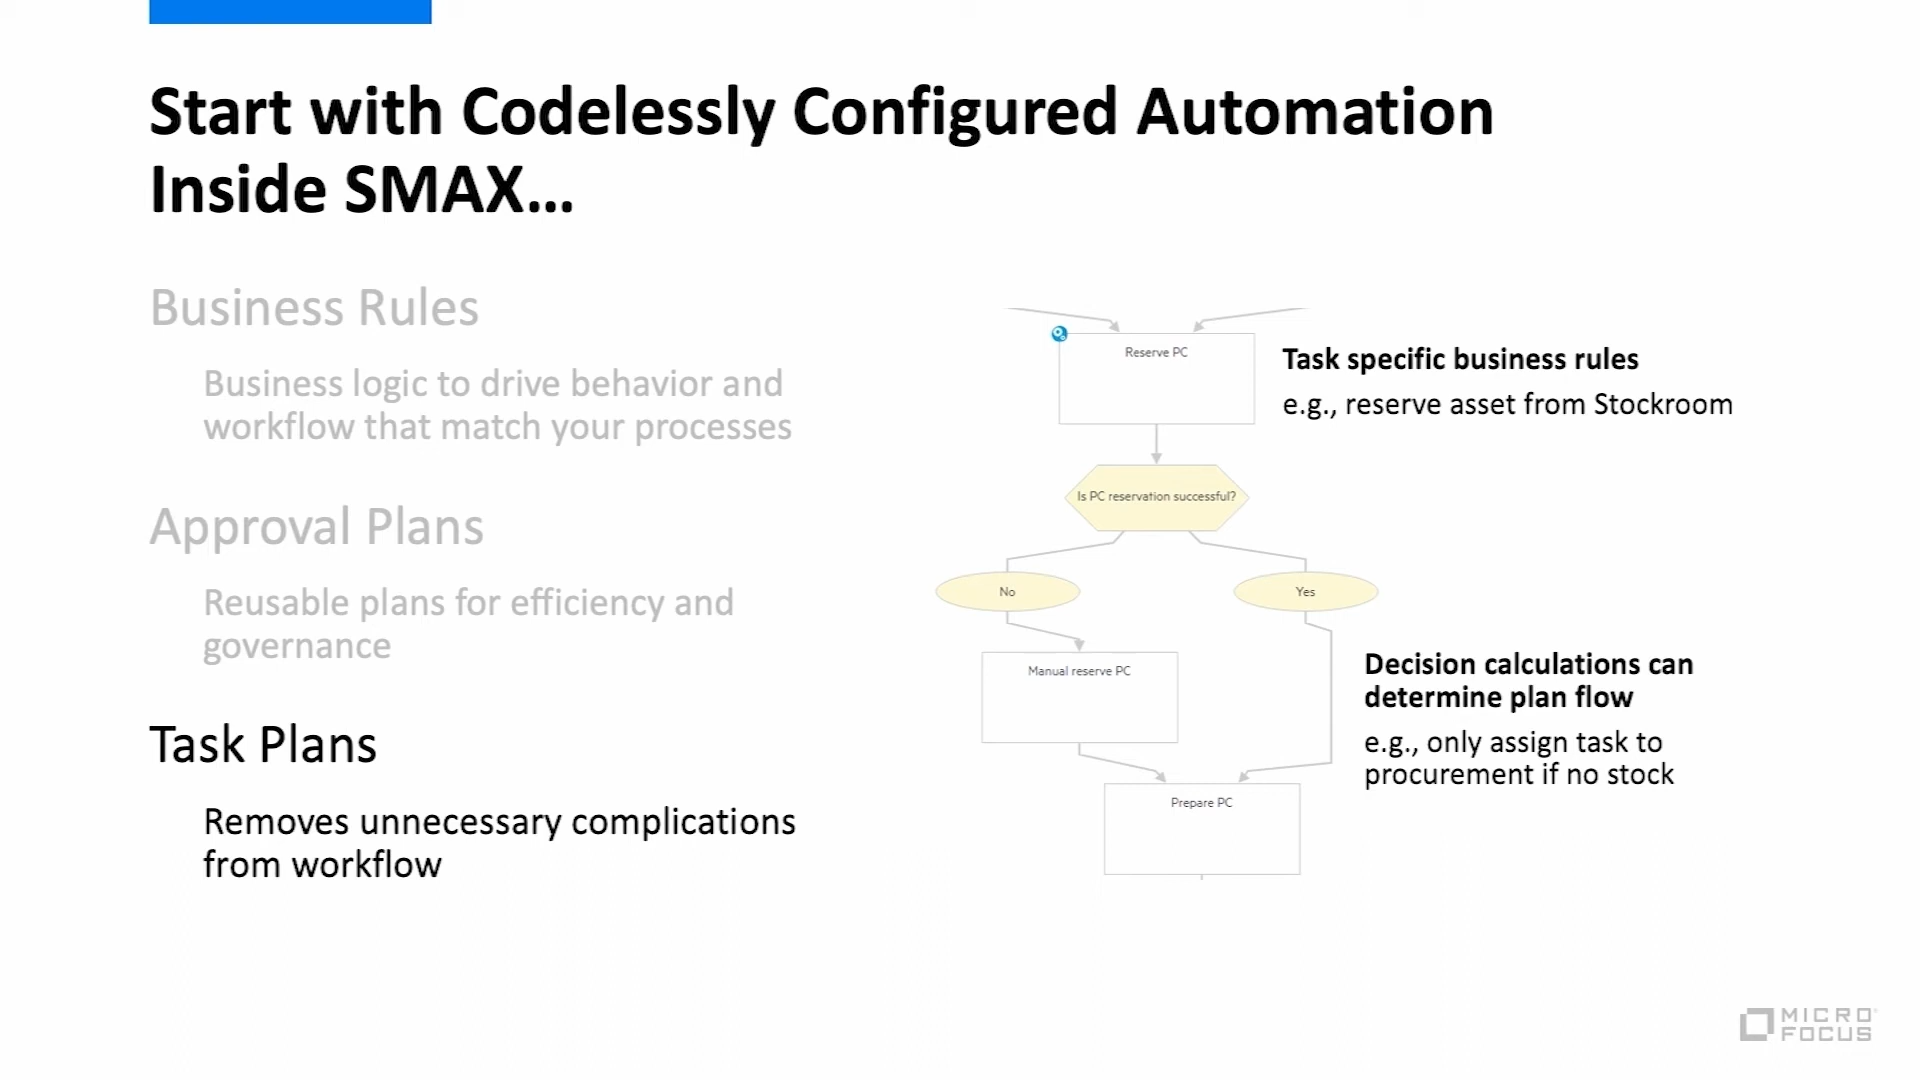 Start with Codelessly Configured Automation
Inside SMAX...
Business Rules
Business logic to drive behavior and
workflow that match your processes
Approval Plans
Reusable plans for efficiency and
governance
Task Plans
Removes unnecessary complications
from workflow
Reserve PC
Task specific business rules
e.g., reserve asset from Stockroom
Is PC reservation successful?
No
Yes
Manual reserve PC
Decision calculations can
determine plan flow
e.g., only assign task to
procurement if no stock
Prepare PC
MICRO
FOCUS